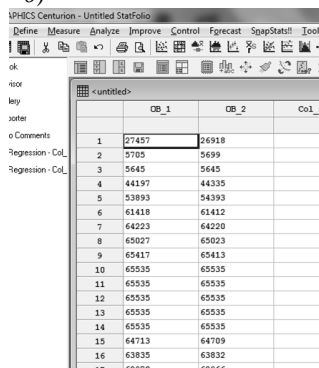 APHICS Centurion - Untitled StatFolio
Define Measure Analyze Improve Control Forecast SnapStats!! Tool
ok
visor
llery
porter
o Comments
Regression - Col_
Regression - Col_
<untitled>
OB_1 OB_2 Col_
1 27457 26918
2 5705 5699
3 5645 5645
4 44197 44335
5 53893 54393
6 61418 61412
7 64223 64220
8 65027 65023
9 65417 65413
10 65535 65535
11 65535 65535
12 65535 65535
13 65535 65535
14 65535 65535
15 64713 64709
16 63835 63832